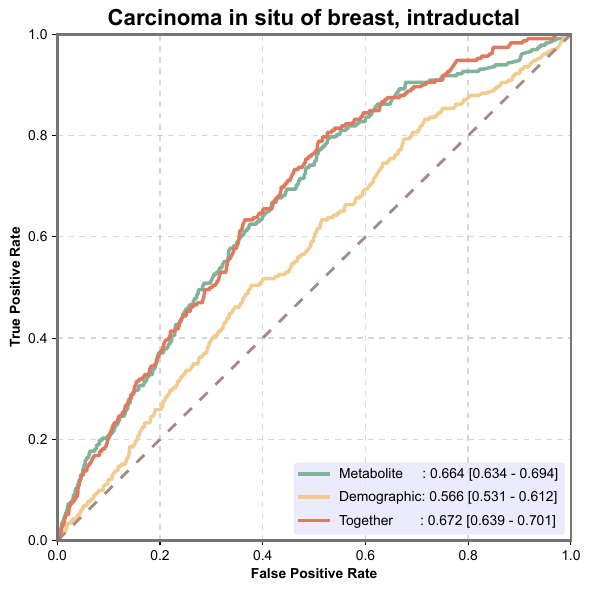 Carcinoma in situ of breast, intraductal
1.0
0.8
0.6
0.4
0.2
0.0
True Positive Rate
Metabolite : 0.664 [0.634 - 0.694]
Demographic: 0.566 [0.531 - 0.612]
Together : 0.672 [0.639 - 0.701]
0.0 0.2 0.4 0.6 0.8 1.0
False Positive Rate